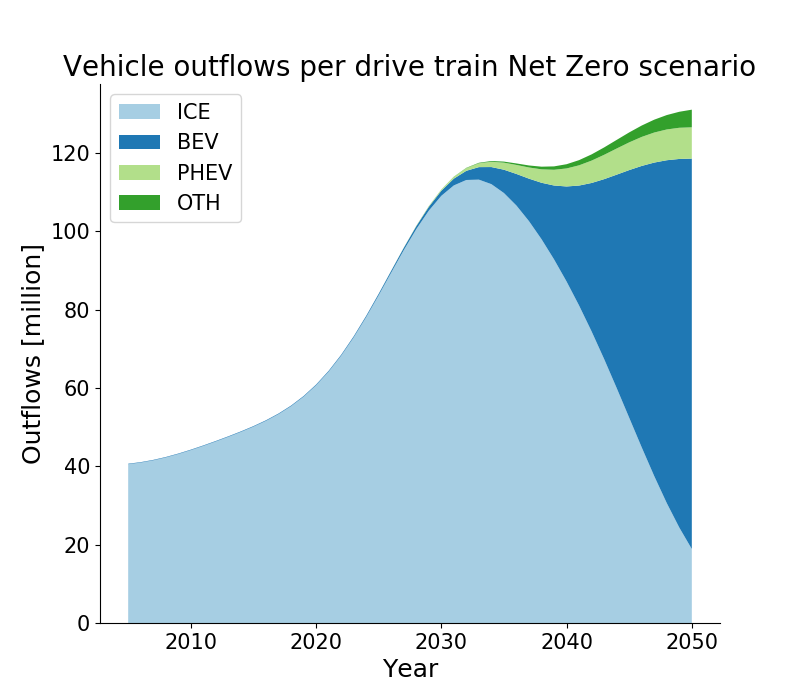 Vehicle outflows per drive train Net Zero scenario
ICE
BEV
PHEV
OTH
Outflows [million]
120
100
80
60
40
20
0
2010 2020 2030 2040 2050
Year